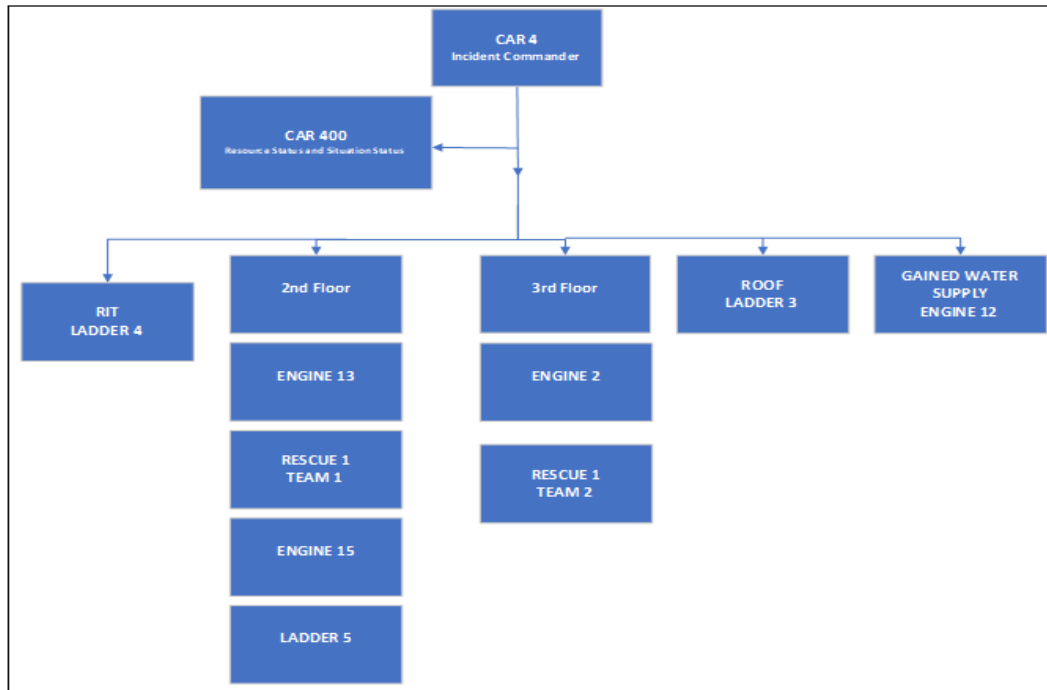 CAR 4
Incident Commander
CAR 400
Resource Status and Situation Status
RIT
LADDER 4
2nd Floor
3rd Floor
ROOF
LADDER 3
GAINED WATER
SUPPLY
ENGINE 12
ENGINE 13
ENGINE 2
RESCUE 1
TEAM 1
RESCUE 1
TEAM 2
ENGINE 15
LADDER 5